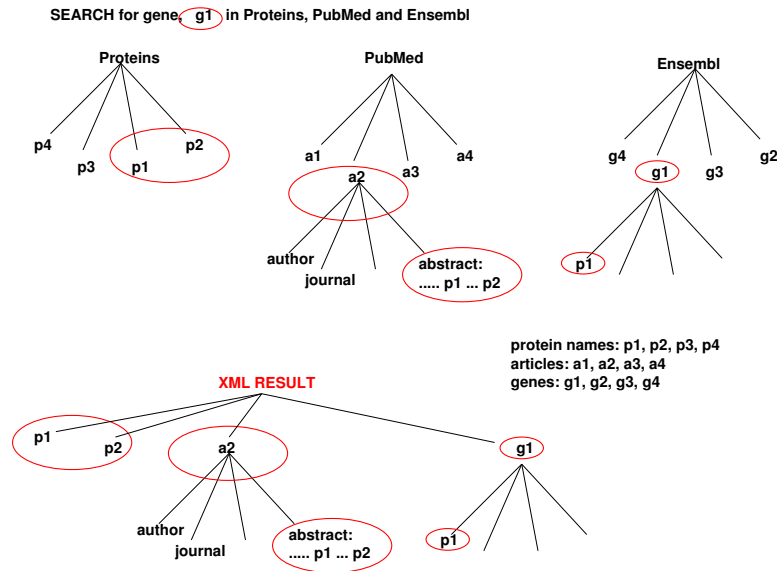 SEARCH for gene, g1 in Proteins, PubMed and Ensembl
Proteins
p4
p3
p1
p2
PubMed
a1
a2
a3
a4
author
journal
abstract:
..... p1 ... p2
Ensembl
g4
g1
g3
g2
p1
protein names: p1, p2, p3, p4
articles: a1, a2, a3, a4
genes: g1, g2, g3, g4
XML RESULT
p1
p2
a2
author
journal
abstract:
..... p1 ... p2
g1
p1